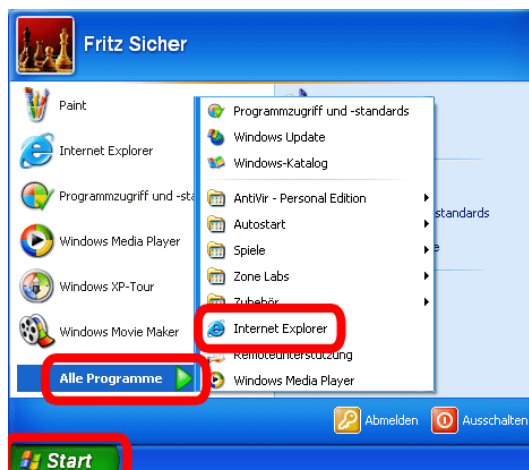 Fritz Sicher
Paint
Internet Explorer
Programmzugriff und -sta
Windows Media Player
Windows XP-Tour
Windows Movie Maker
Alle Programme
Programmzugriff und -standards
Windows Update
Windows-Katalog
AntiVir - Personal Edition
Autostart
Spiele
Zone Labs
Zubehör
Internet Explorer
Remoteunterstützung
Windows Media Player
standards
e
Abmelden
Ausschalten
Start